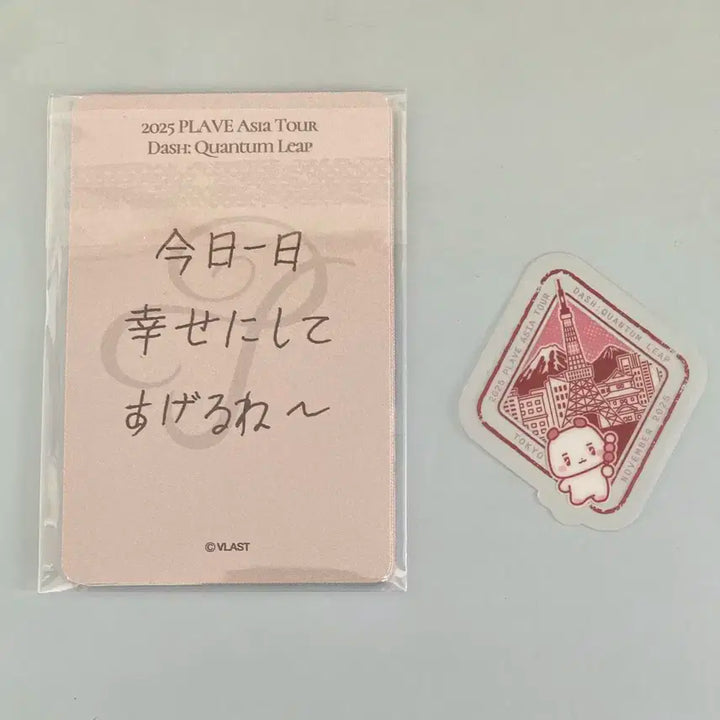 2025 PLAVE ASIA TOUR
DASH: QUANTUM LEAP
今日一日
幸せにして
すげるね〜
© VLAST
2025 PLAVE ASIA TOUR
DASH: QUANTUM LEAP
TOKYO
NOVEMBER 2025